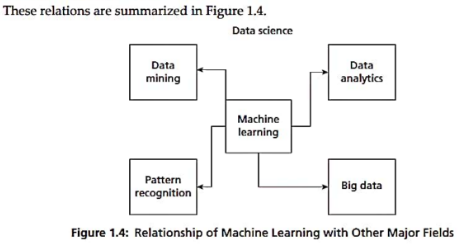 These relations are summarized in Figure 1.4.
Data science
Data
mining
Data
analytics
Machine
learning
Pattern
recognition
Big data
Figure 1.4: Relationship of Machine Learning with Other Major Fields